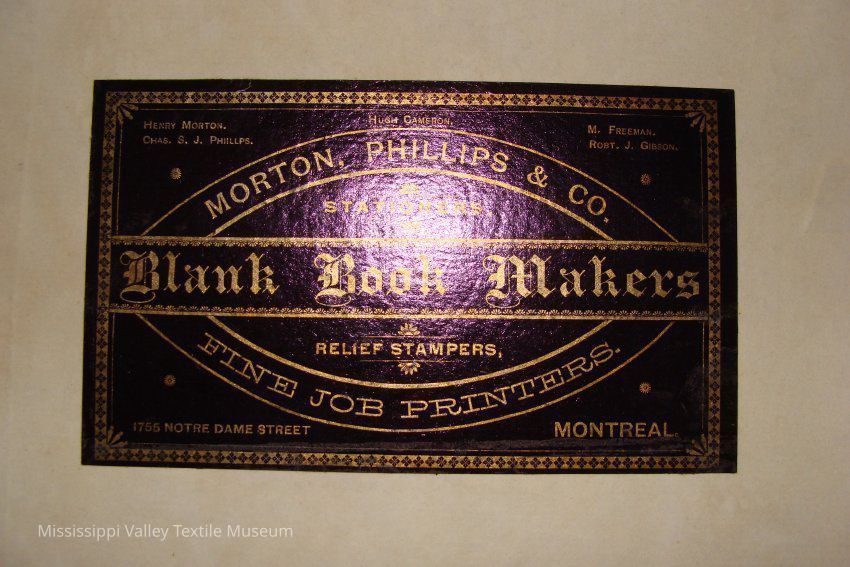 Henry Morton.
Chas. S. J. Phillps.
Hugh Cameron.
M. Freeman.
Robt. J. Gibson.
MORTON, PHILLIPS & CO.
STATIONERS
Blank Book Makers
RELIEF STAMPERS,
FINE JOB PRINTERS.
1755 NOTRE DAME STREET
MONTREAL.
Mississippi Valley Textile Museum